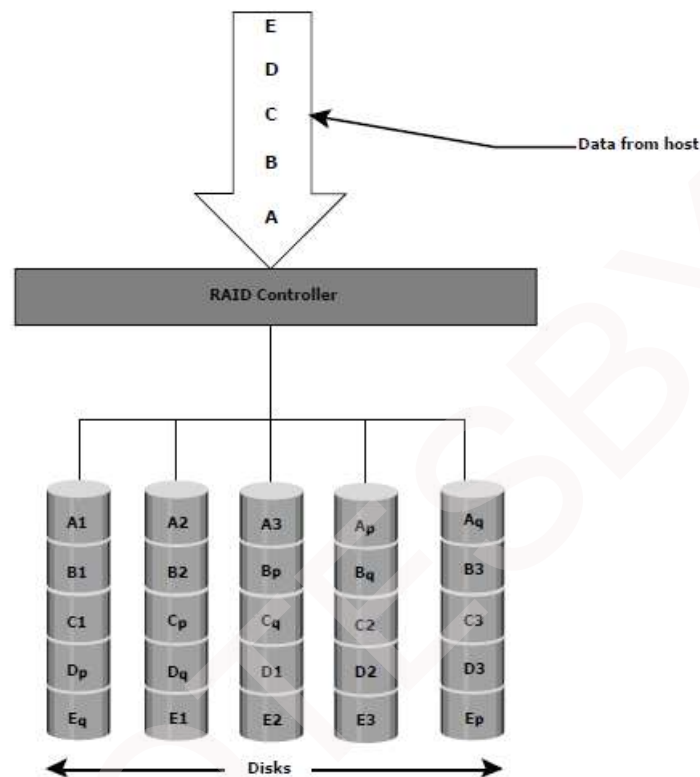 E
D
C
Data from host
B
A
RAID Controller
A1 A2 A3 Ap Aq
B1 B2 Bp Bq B3
C1 Cp Cq C2 C3
Dp Dq D1 D2 D3
Eq E1 E2 E3 Ep
Disks